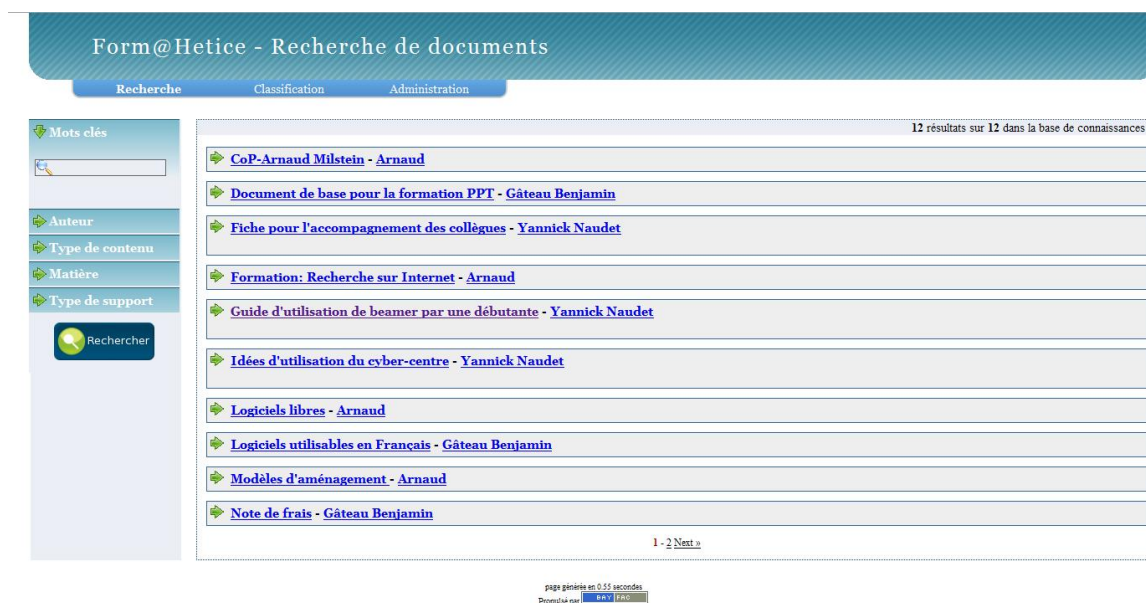 Form@Hetice - Recherche de documents
Recherche Classification Administration
Mots clés
Auteur
Type de contenu
Matière
Type de support
Rechercher
12 résultats sur 12 dans la base de connaissances
CoP-Arnaud Milstein - Arnaud
Document de base pour la formation PPT - Gâteau Benjamin
Fiche pour l'accompagnement des collègues - Yannick Naudet
Formation: Recherche sur Internet - Arnaud
Guide d'utilisation de beamer par une débutante - Yannick Naudet
Idées d'utilisation du cyber-centre - Yannick Naudet
Logiciels libres - Arnaud
Logiciels utilisables en Français - Gâteau Benjamin
Modèles d'aménagement - Arnaud
Note de frais - Gâteau Benjamin
1 - 2 Next »
page générée en 0.55 secondes
Propulsé par BAY FAC